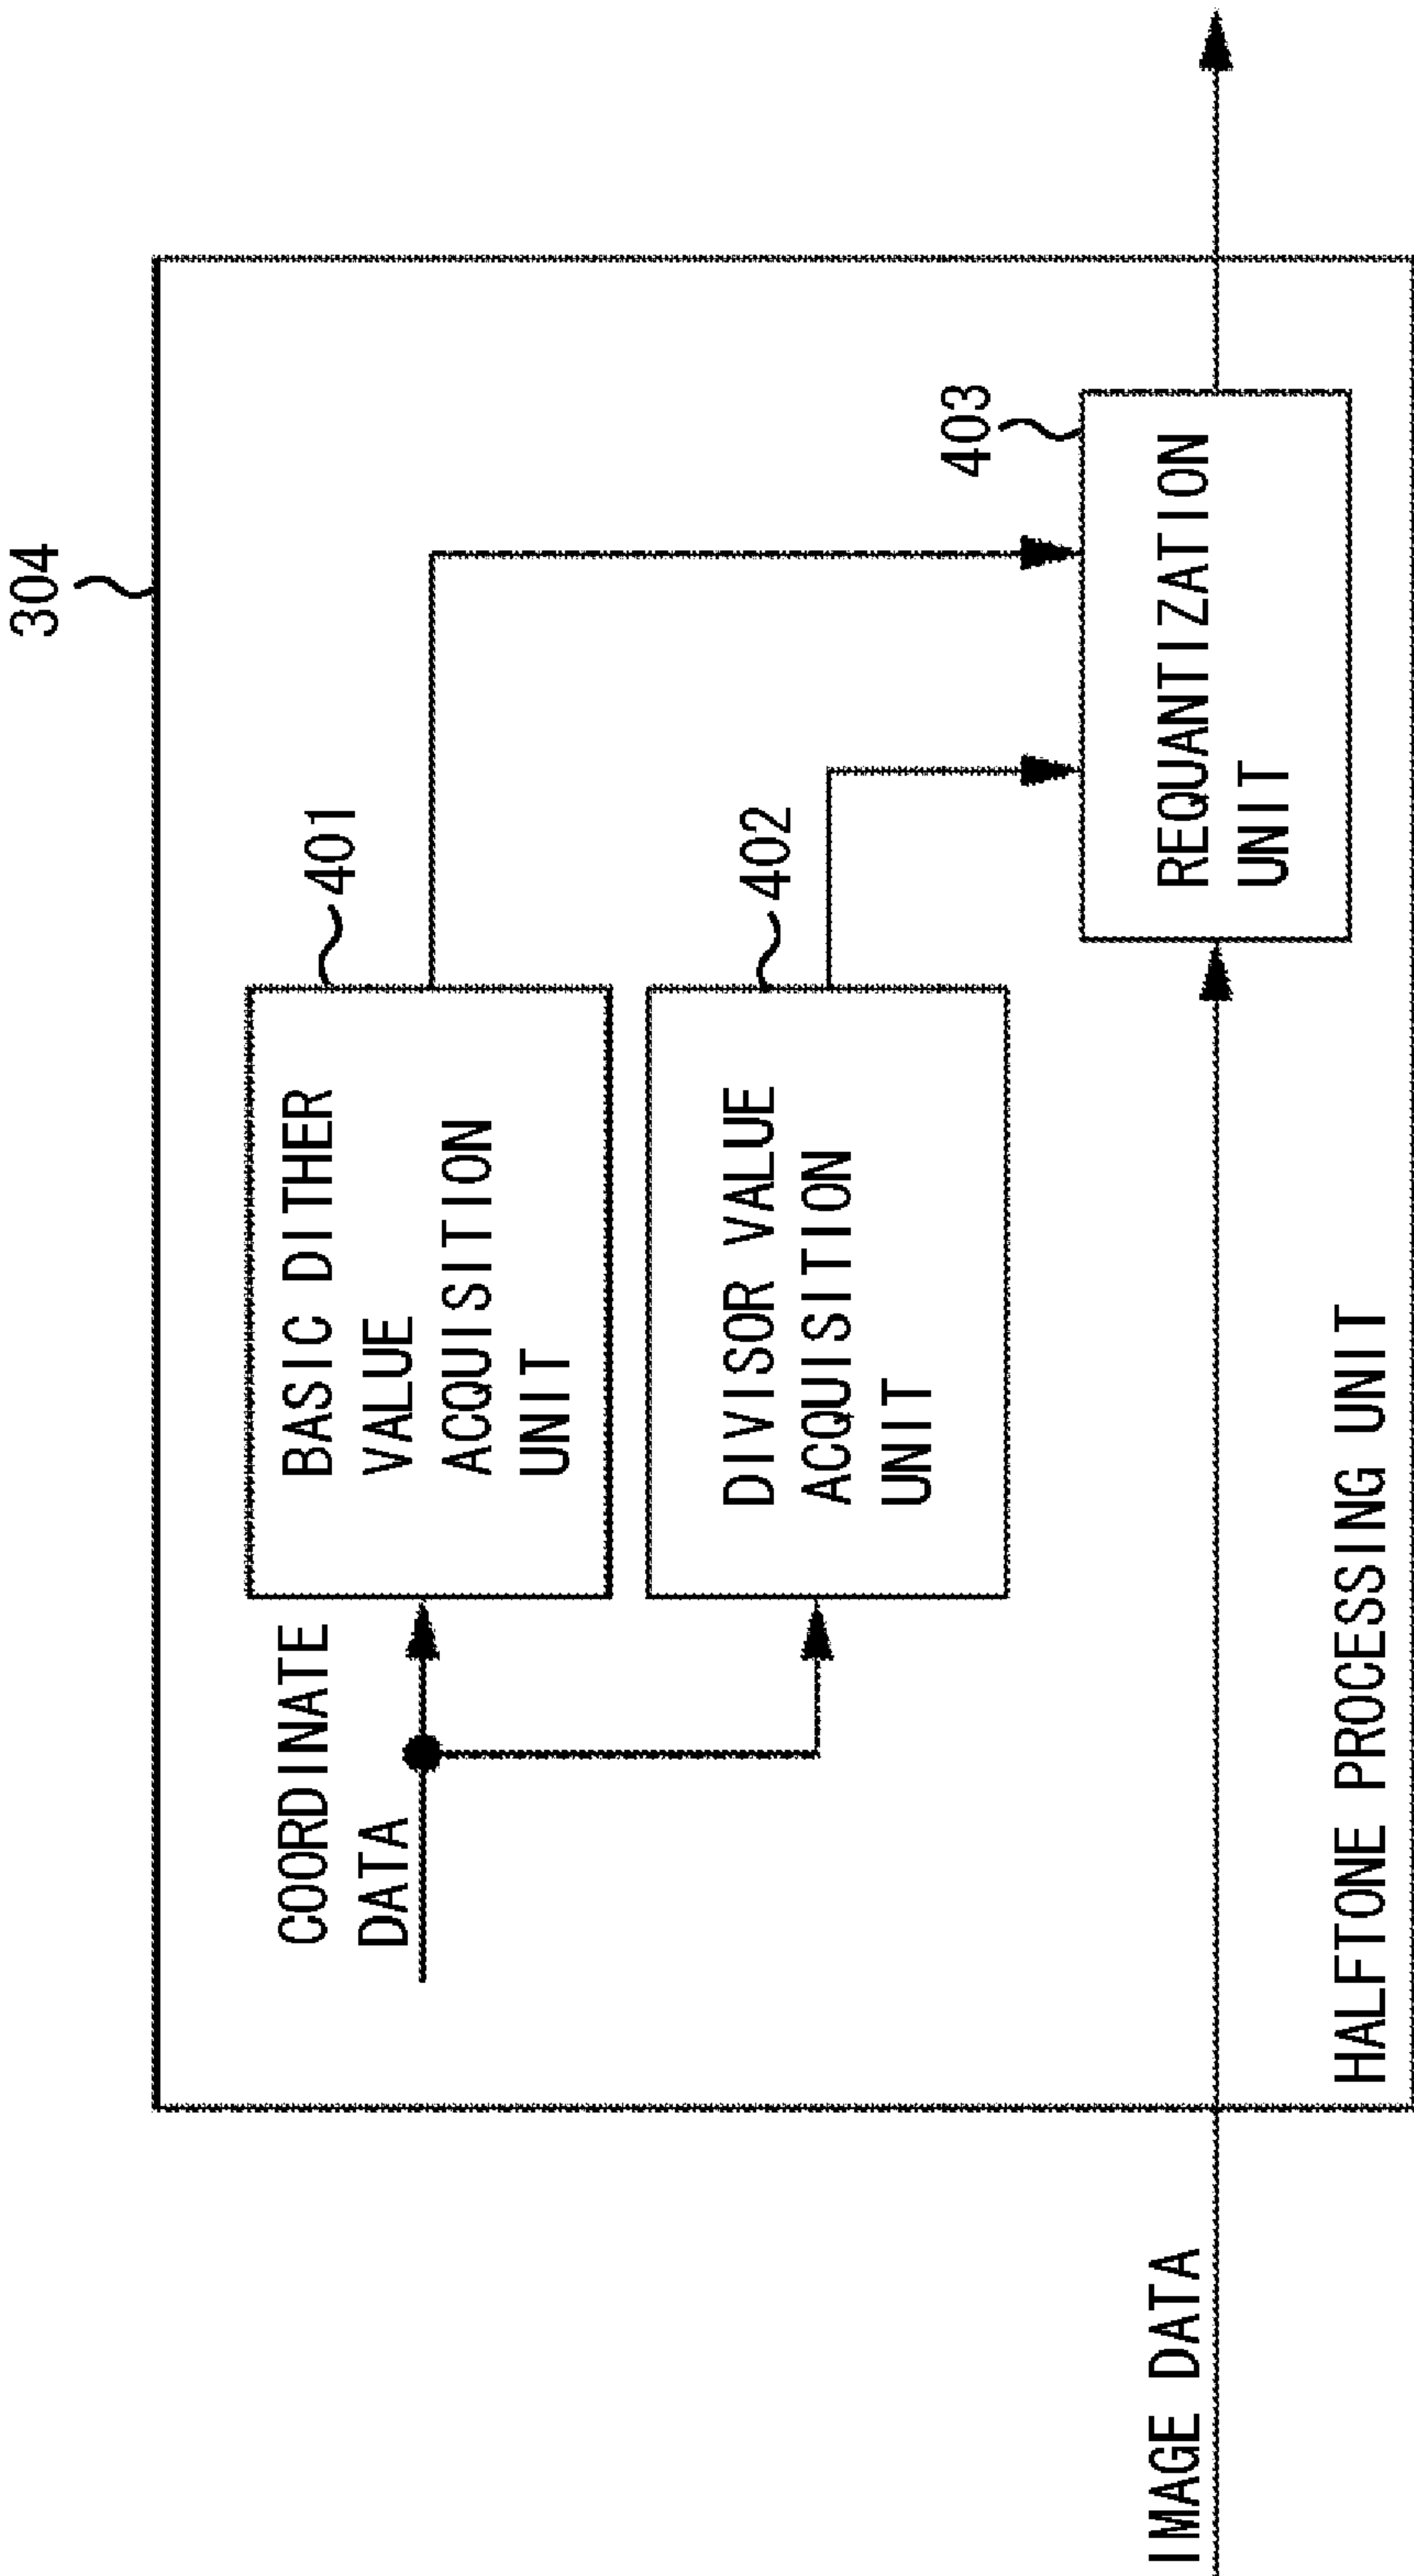 304
401
BASIC DITHER
VALUE
ACQUISITION
UNIT
COORDINATE
DATA
402
DIVISOR VALUE
ACQUISITION
UNIT
403
REQUANTIZATION
UNIT
IMAGE DATA
HALFTONE PROCESSING UNIT